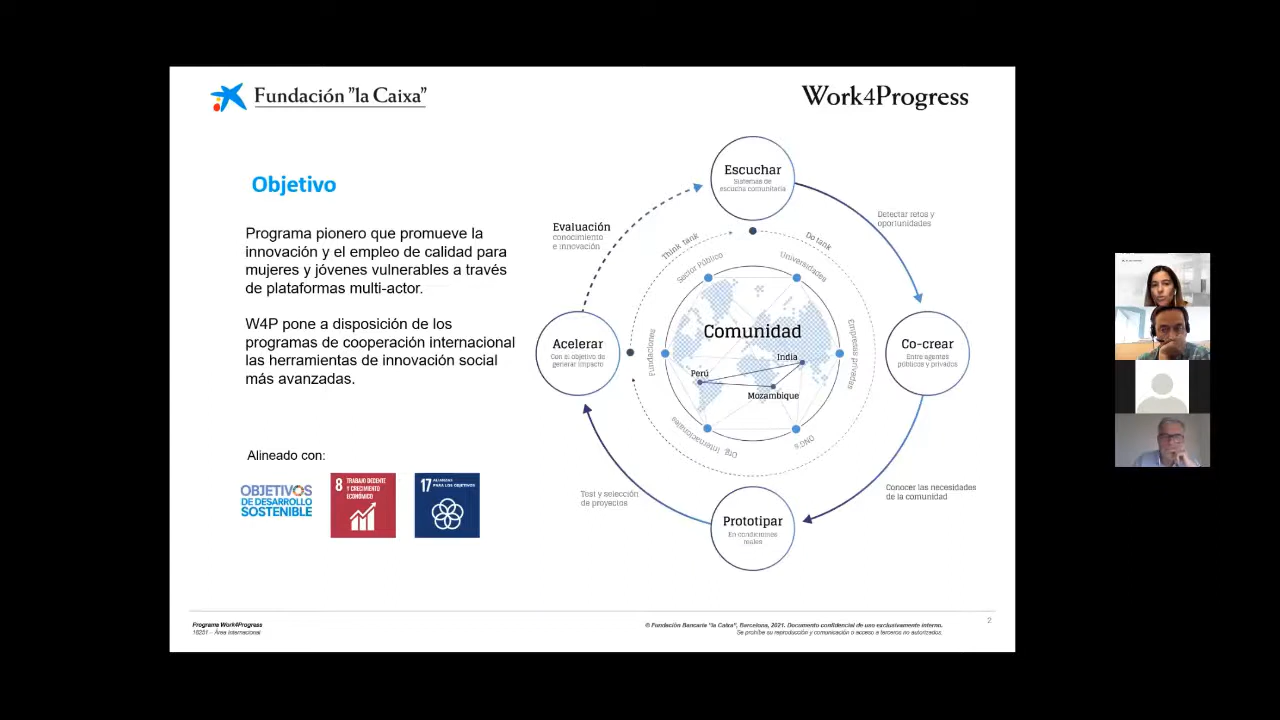 Fundación "la Caixa"
Work4Progress
Objetivo
Programa pionero que promueve la
innovación y el empleo de calidad para
mujeres y jóvenes vulnerables a través
de plataformas multi-actor.
W4P pone a disposición de los
programas de cooperación internacional
las herramientas de innovación social
más avanzadas.
Alineado con:
OBJETIVOS
DE DESARROLLO
SOSTENIBLE
8 TRABAJO DECENTE
Y CRECIMIENTO
ECONÓMICO
17 ALIANZAS
PARA LOS OBJETIVOS
Escuchar
Sistemas de
escucha comunitaria
Detectar retos y
oportunidades
Co-crear
Entre agentes
públicos y privados
Conocer las necesidades
de la comunidad
Prototipar
En condiciones
reales
Test y selección
de proyectos
Acelerar
Con el objetivo de
generar impacto
Evaluación
conocimiento
e innovación
Think tank
Do tank
Sector Público
Universidades
Empresas privadas
ONG's
Org. Internacionales
Fundaciones
Comunidad
India
Perú
Mozambique
Programa Work4Progress
18251 – Área Internacional
© Fundación Bancaria "la Caixa", Barcelona, 2021. Documento confidencial de uso exclusivamente interno.
Se prohíbe su reproducción y comunicación o acceso a terceros no autorizados.
2